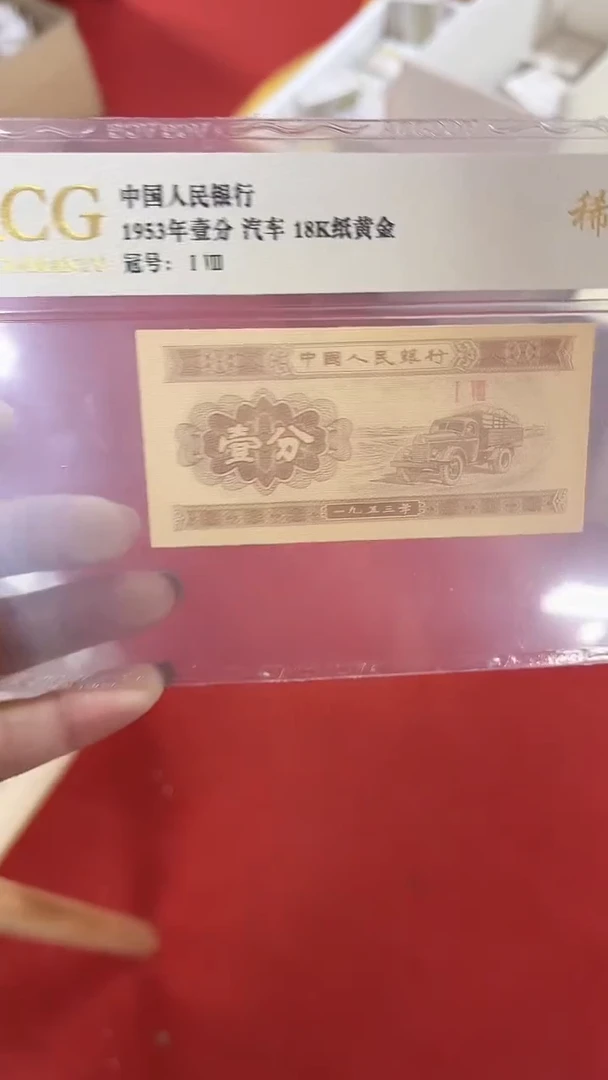 CG
中国人民银行
1953年壹分 汽车 18K纸黄金
冠号： I VIII
稀
中国人民銀行
I VIII
壹分
一九五三年